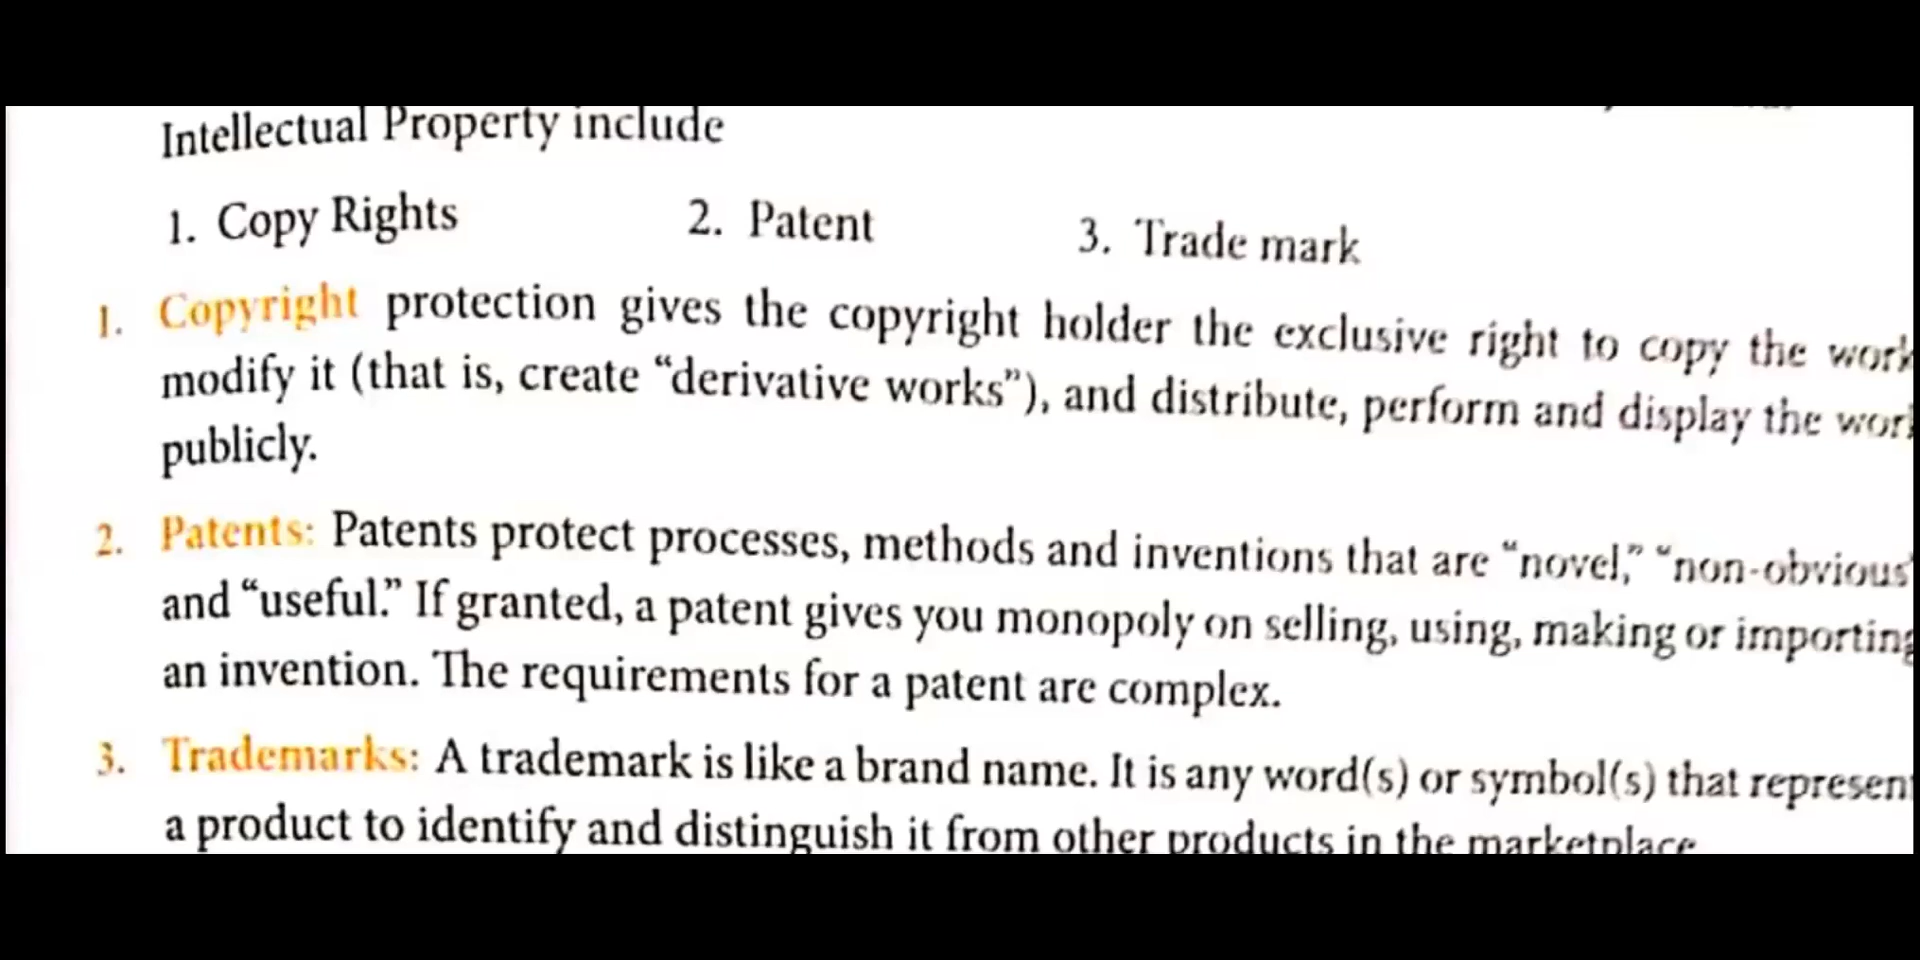 Intellectual Property include
1. Copy Rights 2. Patent 3. Trade mark
1. Copyright protection gives the copyright holder the exclusive right to copy the work
modify it (that is, create “derivative works”), and distribute, perform and display the work
publicly.
2. Patents: Patents protect processes, methods and inventions that are “novel,” “non-obvious”
and “useful.” If granted, a patent gives you monopoly on selling, using, making or importing
an invention. The requirements for a patent are complex.
3. Trademarks: A trademark is like a brand name. It is any word(s) or symbol(s) that represent
a product to identify and distinguish it from other products in the marketplace